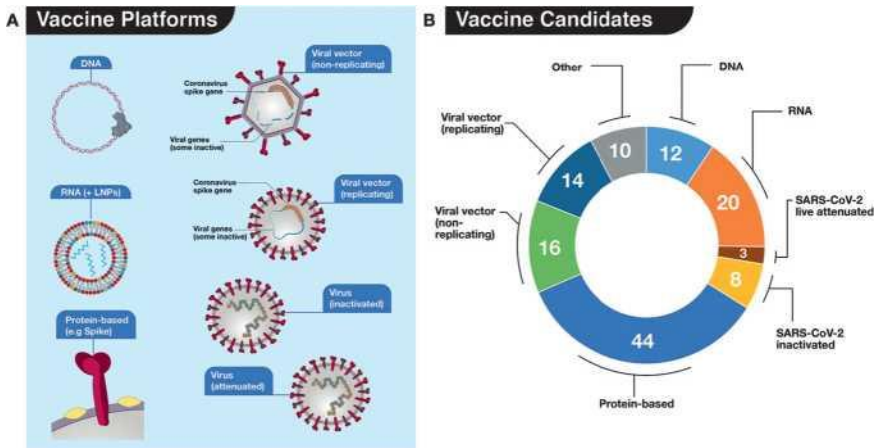 A
Vaccine Platforms
DNA
Viral vector
(non-replicating)
Coronavirus
spike gene
Viral genes
(some inactive)
RNA (+ LNPs)
Coronavirus
spike gene
Viral vector
(replicating)
Viral genes
(some inactive)
Virus
(inactivated)
Protein-based
(e.g Spike)
Virus
(attenuated)
B
Vaccine Candidates
Other
DNA
Viral vector
(replicating)
RNA
10
12
14
20
SARS-CoV-2
live attenuated
Viral vector
(non-
replicating)
16
3
8
SARS-CoV-2
inactivated
44
Protein-based